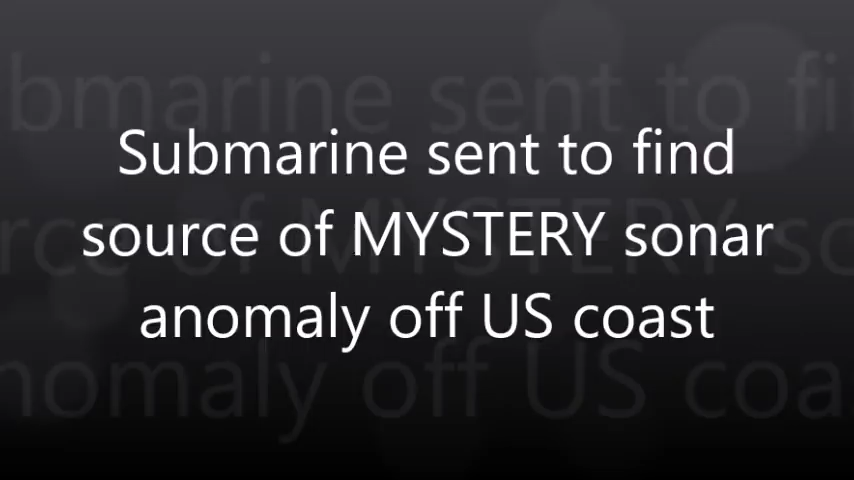 Submarine sent to find
source of MYSTERY sonar
anomaly off US coast